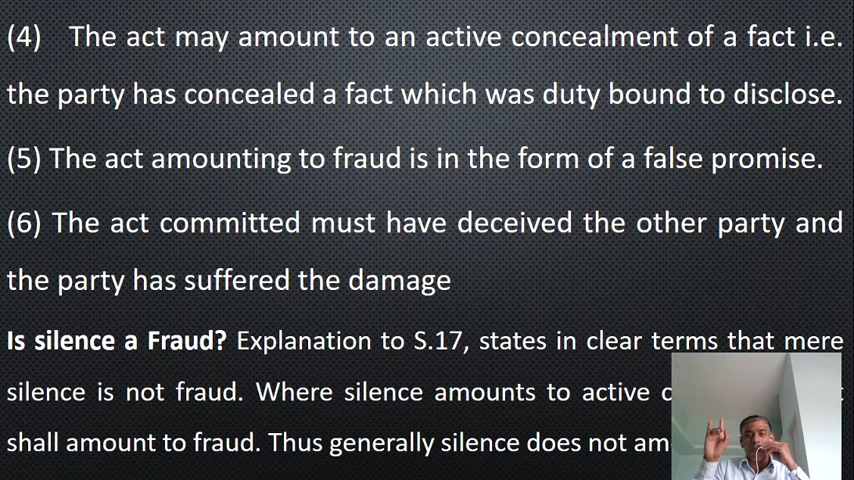 (4) The act may amount to an active concealment of a fact i.e.
the party has concealed a fact which was duty bound to disclose.
(5) The act amounting to fraud is in the form of a false promise.
(6) The act committed must have deceived the other party and
the party has suffered the damage
Is silence a Fraud? Explanation to S.17, states in clear terms that mere
silence is not fraud. Where silence amounts to active
shall amount to fraud. Thus generally silence does not